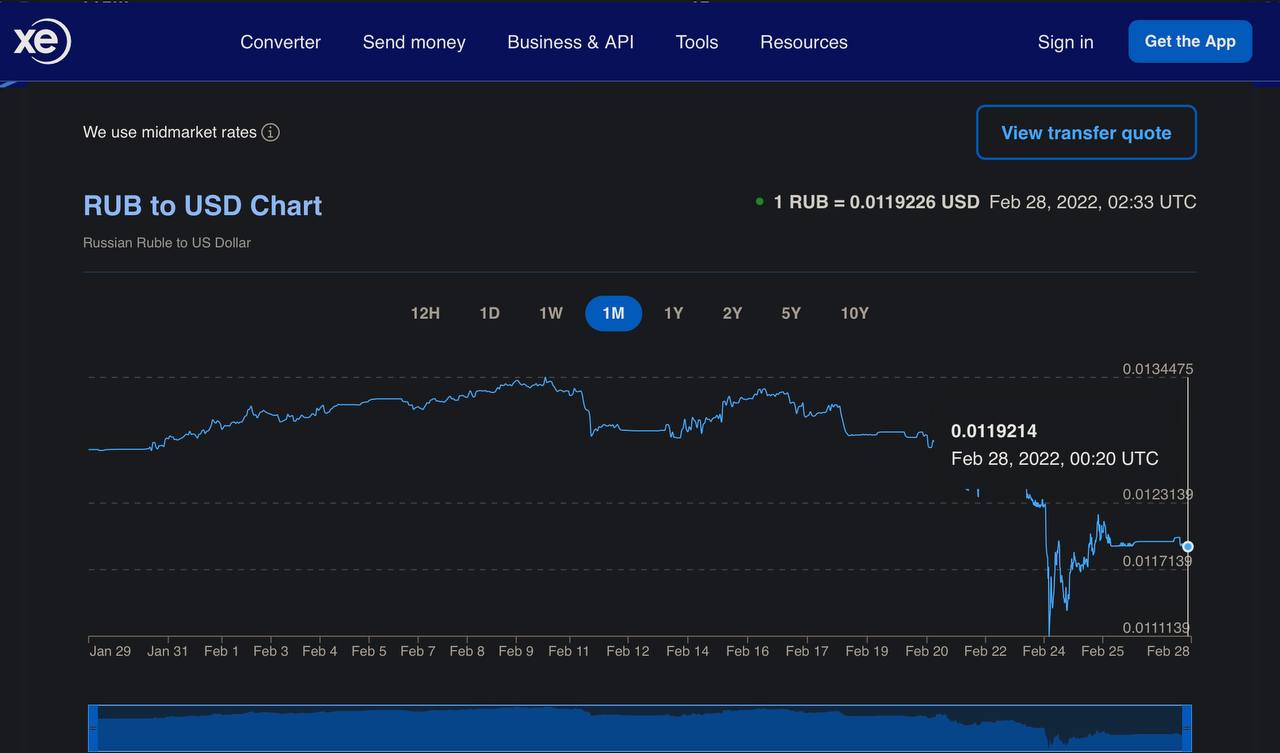 xe Converter Send money Business & API Tools Resources Sign in Get the App
We use midmarket rates View transfer quote
RUB to USD Chart 1 RUB = 0.0119226 USD Feb 28, 2022, 02:33 UTC
Russian Ruble to US Dollar
12H 1D 1W 1M 1Y 2Y 5Y 10Y
0.0134475
0.0119214
Feb 28, 2022, 00:20 UTC
0.0123139
0.0117139
0.0111139
Jan 29 Jan 31 Feb 1 Feb 3 Feb 4 Feb 5 Feb 7 Feb 8 Feb 9 Feb 11 Feb 12 Feb 14 Feb 16 Feb 17 Feb 19 Feb 20 Feb 22 Feb 24 Feb 25 Feb 28